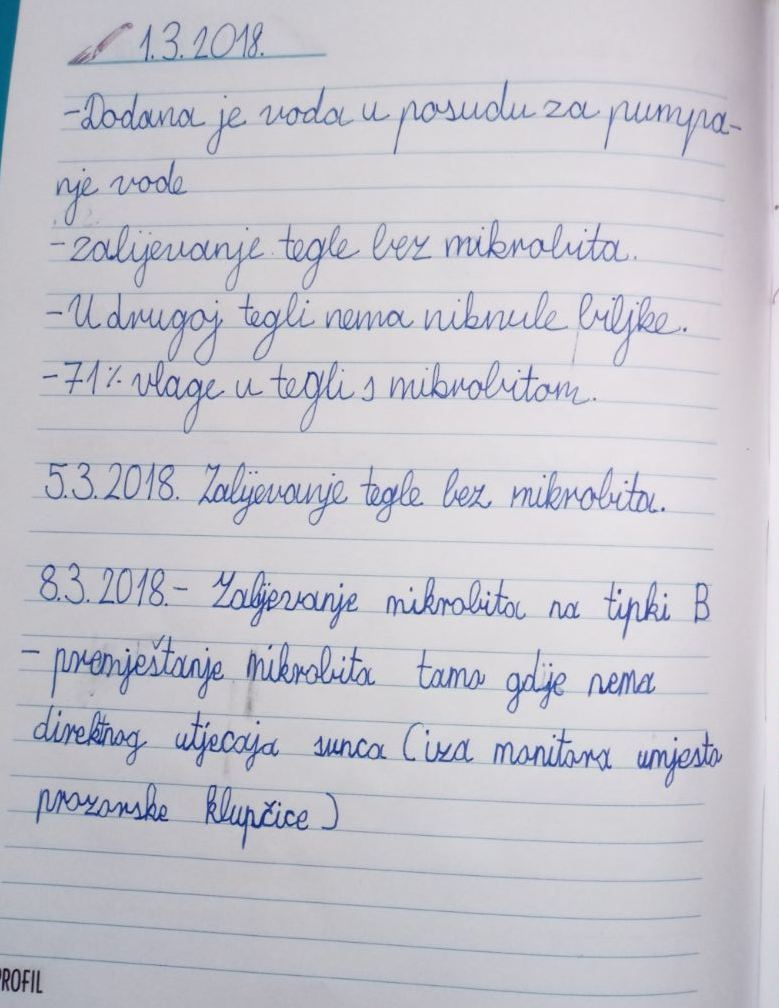 1.3.2018.
-Dodana je voda u posudu za pumpa-
nje vode
-zalijevanje tegle bez mikrobita.
-U drugoj tegli nema niknule biljke.
-71% vlage u tegli s mikrobitom.
5.3.2018. Zalijevanje tegle bez mikrobita.
8.3.2018.- Zalijevanje mikrobita na tipki B
- premještanje mikrobita tamo gdije nema
direktnog utjecaja sunca (iza monitora umjesto
prozorske klupčice)
PROFIL